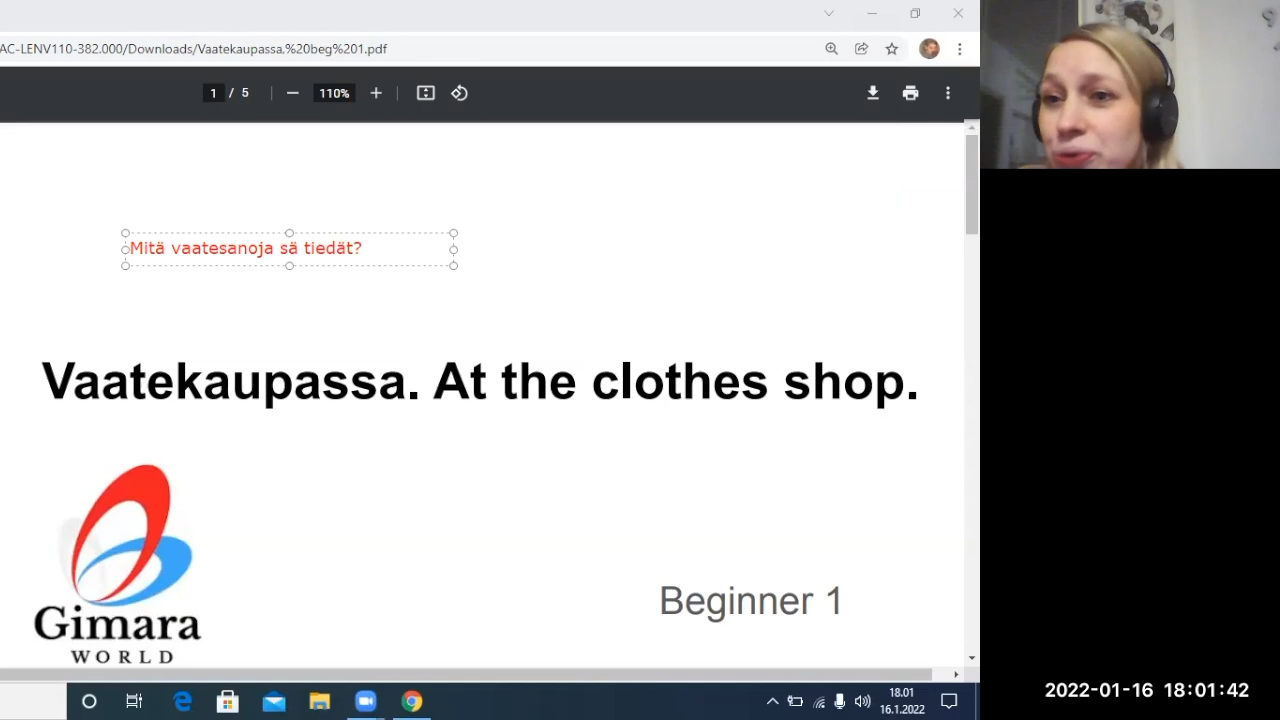 AC-LENV110-382.000/Downloads/Vaatekaupassa,%20beg%201.pdf
1 / 5
110%
Mitä vaatesanoja sä tiedät?
Vaatekaupassa. At the clothes shop.
Gimara
WORLD
Beginner 1
18.01
16.1.2022
2022-01-16 18:01:42